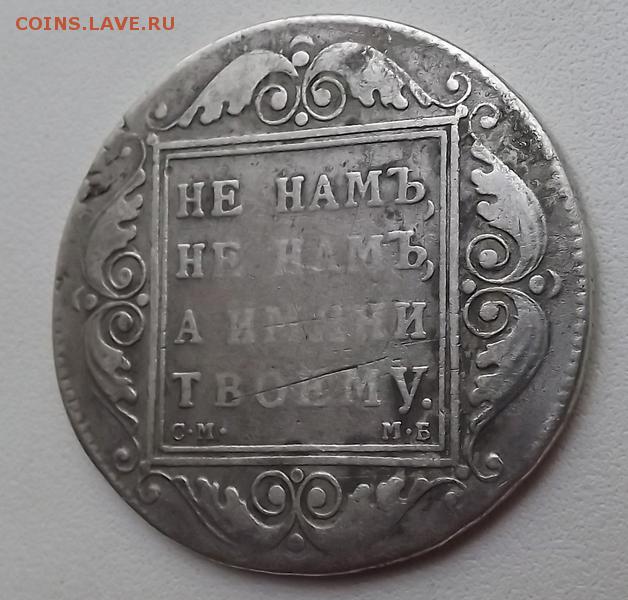 COINS.LAVE.RU
НЕ НАМЪ,
НЕ НАМЪ,
А ИМЯНИ
ТВОЕМУ.
С·М· М·Б